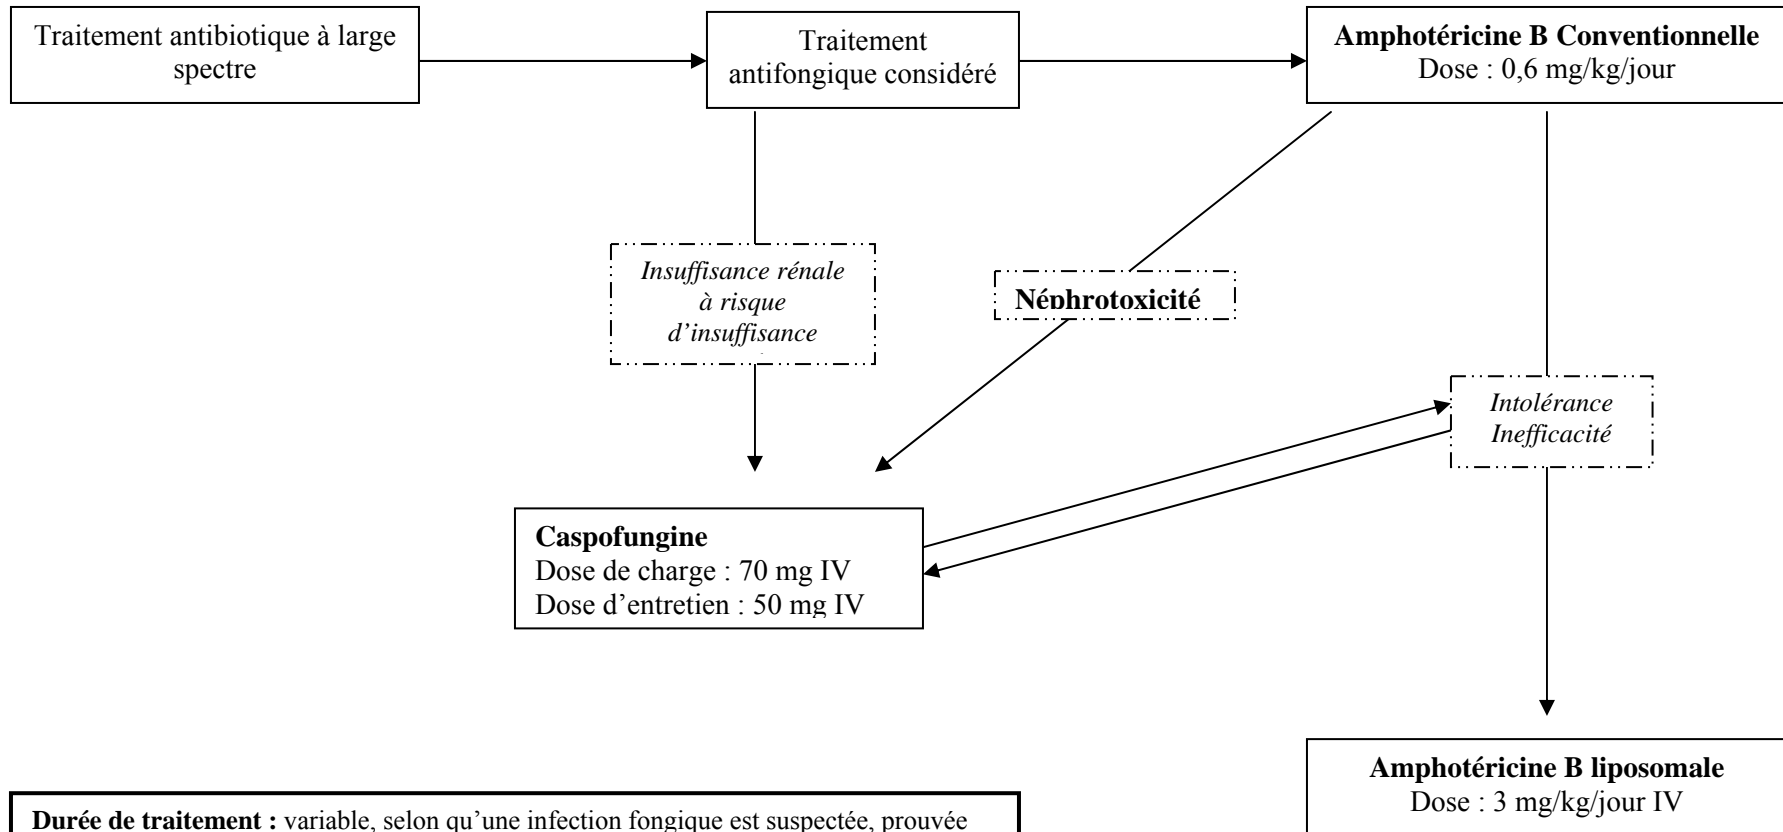 Traitement antibiotique à large
spectre
Traitement
antifongique considéré
Amphotéricine B Conventionnelle
Dose : 0,6 mg/kg/jour
Insuffisance rénale
à risque
d’insuffisance
Néphrotoxicité
Intolérance
Inefficacité
Caspofungine
Dose de charge : 70 mg IV
Dose d’entretien : 50 mg IV
Amphotéricine B liposomale
Dose : 3 mg/kg/jour IV
Durée de traitement : variable, selon qu’une infection fongique est suspectée, prouvée